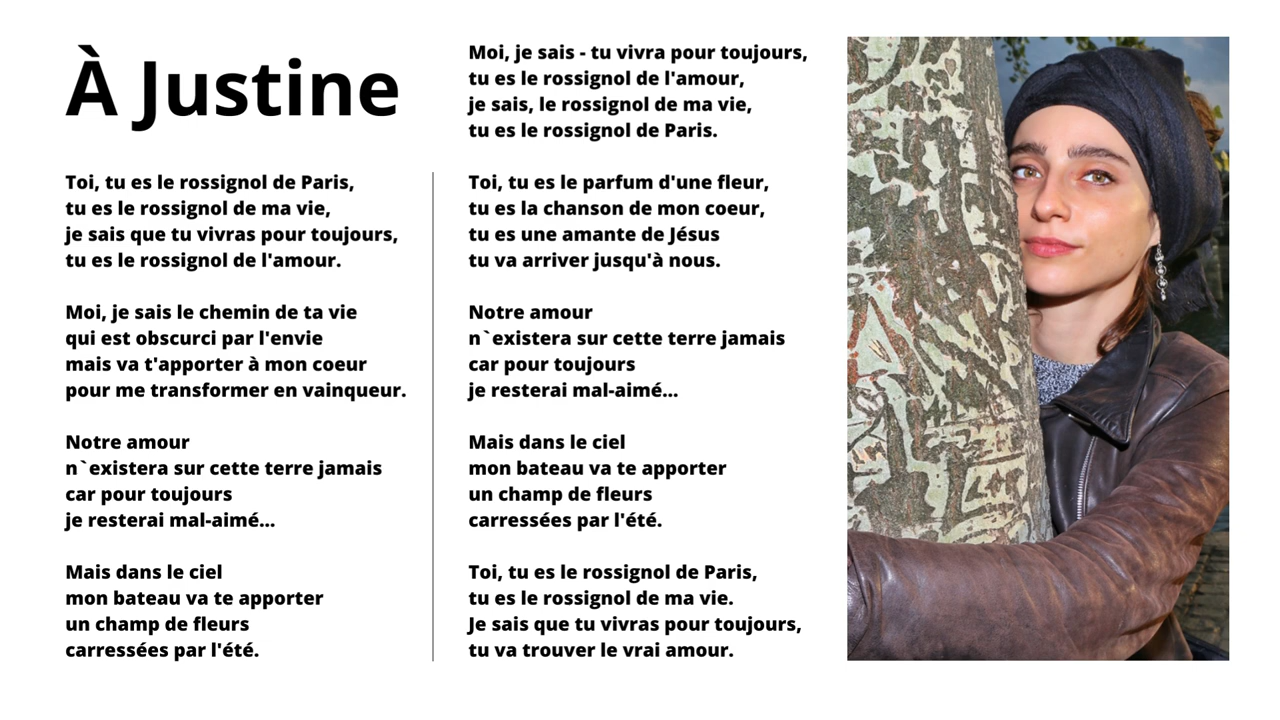 À Justine
Toi, tu es le rossignol de Paris,
tu es le rossignol de ma vie,
je sais que tu vivras pour toujours,
tu es le rossignol de l'amour.
Moi, je sais le chemin de ta vie
qui est obscurci par l'envie
mais va t'apporter à mon coeur
pour me transformer en vainqueur.
Notre amour
n`existera sur cette terre jamais
car pour toujours
je resterai mal-aimé...
Mais dans le ciel
mon bateau va te apporter
un champ de fleurs
carressées par l'été.
Moi, je sais - tu vivra pour toujours,
tu es le rossignol de l'amour,
je sais, le rossignol de ma vie,
tu es le rossignol de Paris.
Toi, tu es le parfum d'une fleur,
tu es la chanson de mon coeur,
tu es une amante de Jésus
tu va arriver jusqu'à nous.
Notre amour
n`existera sur cette terre jamais
car pour toujours
je resterai mal-aimé...
Mais dans le ciel
mon bateau va te apporter
un champ de fleurs
carressées par l'été.
Toi, tu es le rossignol de Paris,
tu es le rossignol de ma vie.
Je sais que tu vivras pour toujours,
tu va trouver le vrai amour.